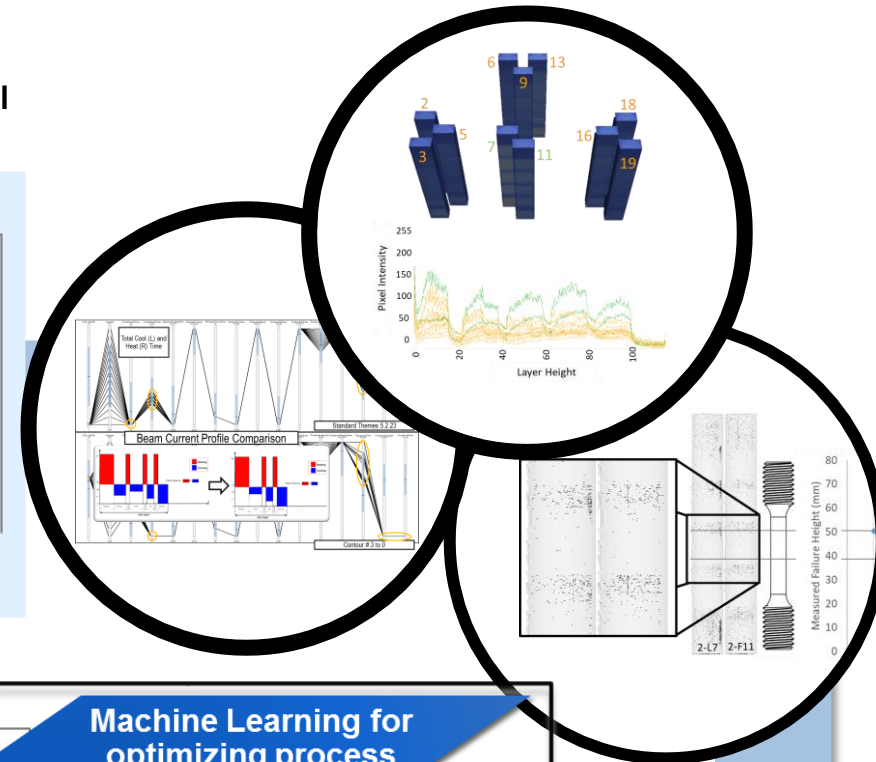 l
6
13
9
2
18
5
16
7
11
3
19
255
200
150
100
50
0
Pixel Intensity
0
20
40
60
80
100
Layer Height
Total Cool (L) and
Heat (R) Time
Standard Themes 5.2.23
Beam Current Profile Comparison
Contour # 3 to 0
80
70
60
50
40
30
20
10
0
Measured Failure Height (mm)
2-L7
2-F11
Machine Learning for
optimizing process